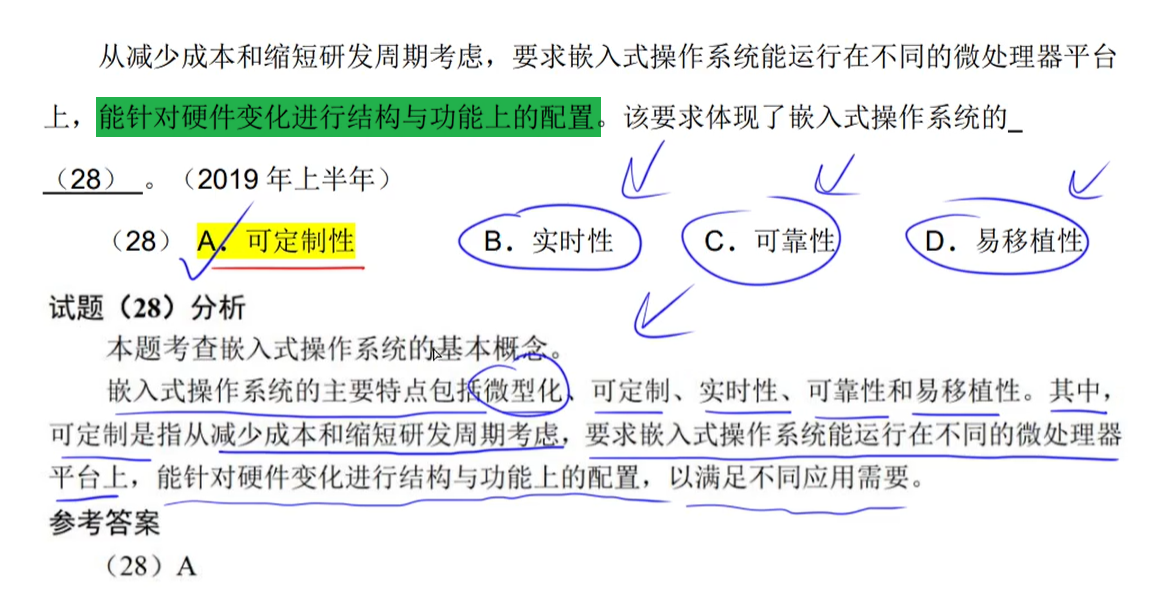 从减少成本和缩短研发周期考虑，要求嵌入式操作系统能运行在不同的微处理器平台
上，能针对硬件变化进行结构与功能上的配置。该要求体现了嵌入式操作系统的_
（28） 。（2019 年上半年）
（28） A．可定制性 B．实时性 C．可靠性 D．易移植性
试题（28）分析
本题考查嵌入式操作系统的基本概念。
嵌入式操作系统的主要特点包括微型化、可定制、实时性、可靠性和易移植性。其中，
可定制是指从减少成本和缩短研发周期考虑，要求嵌入式操作系统能运行在不同的微处理器
平台上，能针对硬件变化进行结构与功能上的配置，以满足不同应用需要。
参考答案
（28）A